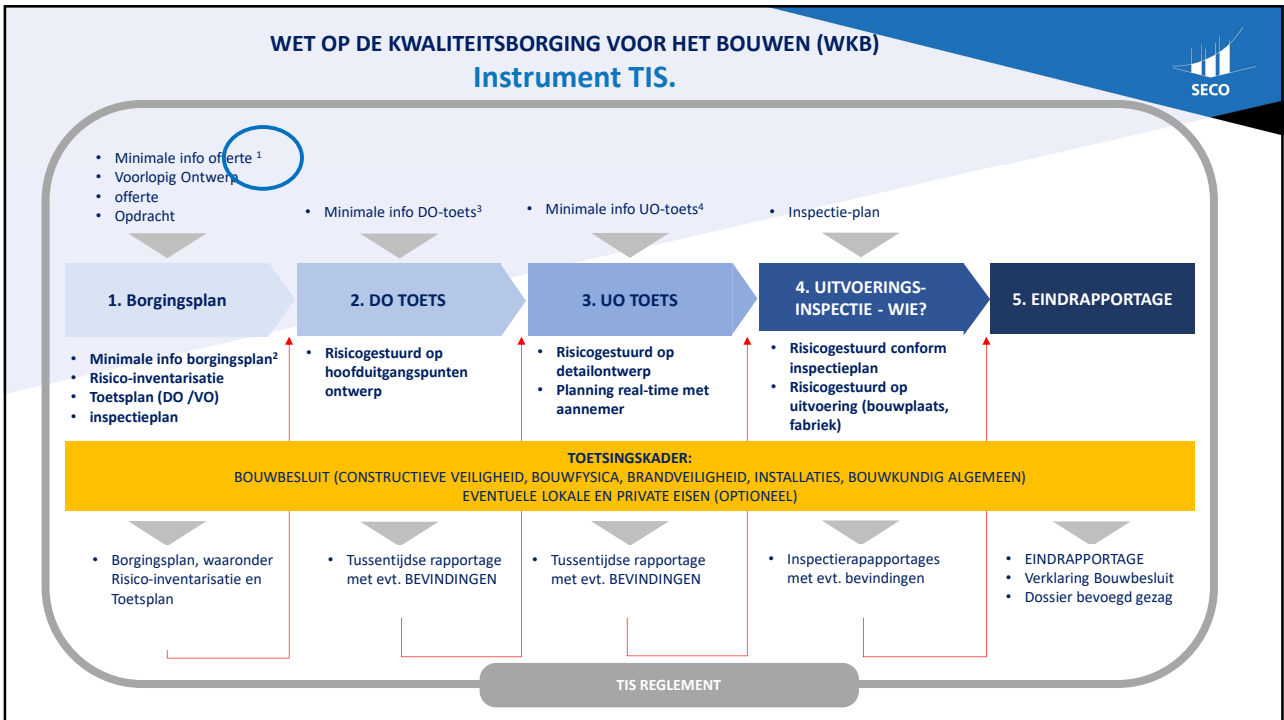 WET OP DE KWALITEITSBORGING VOOR HET BOUWEN (WKB)
Instrument TIS.
SECO
• Minimale info offerte ¹
• Voorlopig Ontwerp
• offerte
• Opdracht
• Minimale info DO-toets³
• Minimale info UO-toets⁴
• Inspectie-plan
1. Borgingsplan
2. DO TOETS
3. UO TOETS
4. UITVOERINGS-
INSPECTIE - WIE?
5. EINDRAPPORTAGE
• Minimale info borgingsplan²
• Risico-inventarisatie
• Toetsplan (DO /VO)
• inspectieplan
• Risicogestuurd op
hoofduitgangspunten
ontwerp
• Risicogestuurd op
detailontwerp
• Planning real-time met
aannemer
• Risicogestuurd conform
inspectieplan
• Risicogestuurd op
uitvoering (bouwplaats,
fabriek)
TOETSINGSKADER:
BOUWBESLUIT (CONSTRUCTIEVE VEILIGHEID, BOUWFYSICA, BRANDVEILIGHEID, INSTALLATIES, BOUWKUNDIG ALGEMEEN)
EVENTUELE LOKALE EN PRIVATE EISEN (OPTIONEEL)
• Borgingsplan, waaronder
Risico-inventarisatie en
Toetsplan
• Tussentijdse rapportage
met evt. BEVINDINGEN
• Tussentijdse rapportage
met evt. BEVINDINGEN
• Inspectierapapportages
met evt. bevindingen
• EINDRAPPORTAGE
• Verklaring Bouwbesluit
• Dossier bevoegd gezag
TIS REGLEMENT